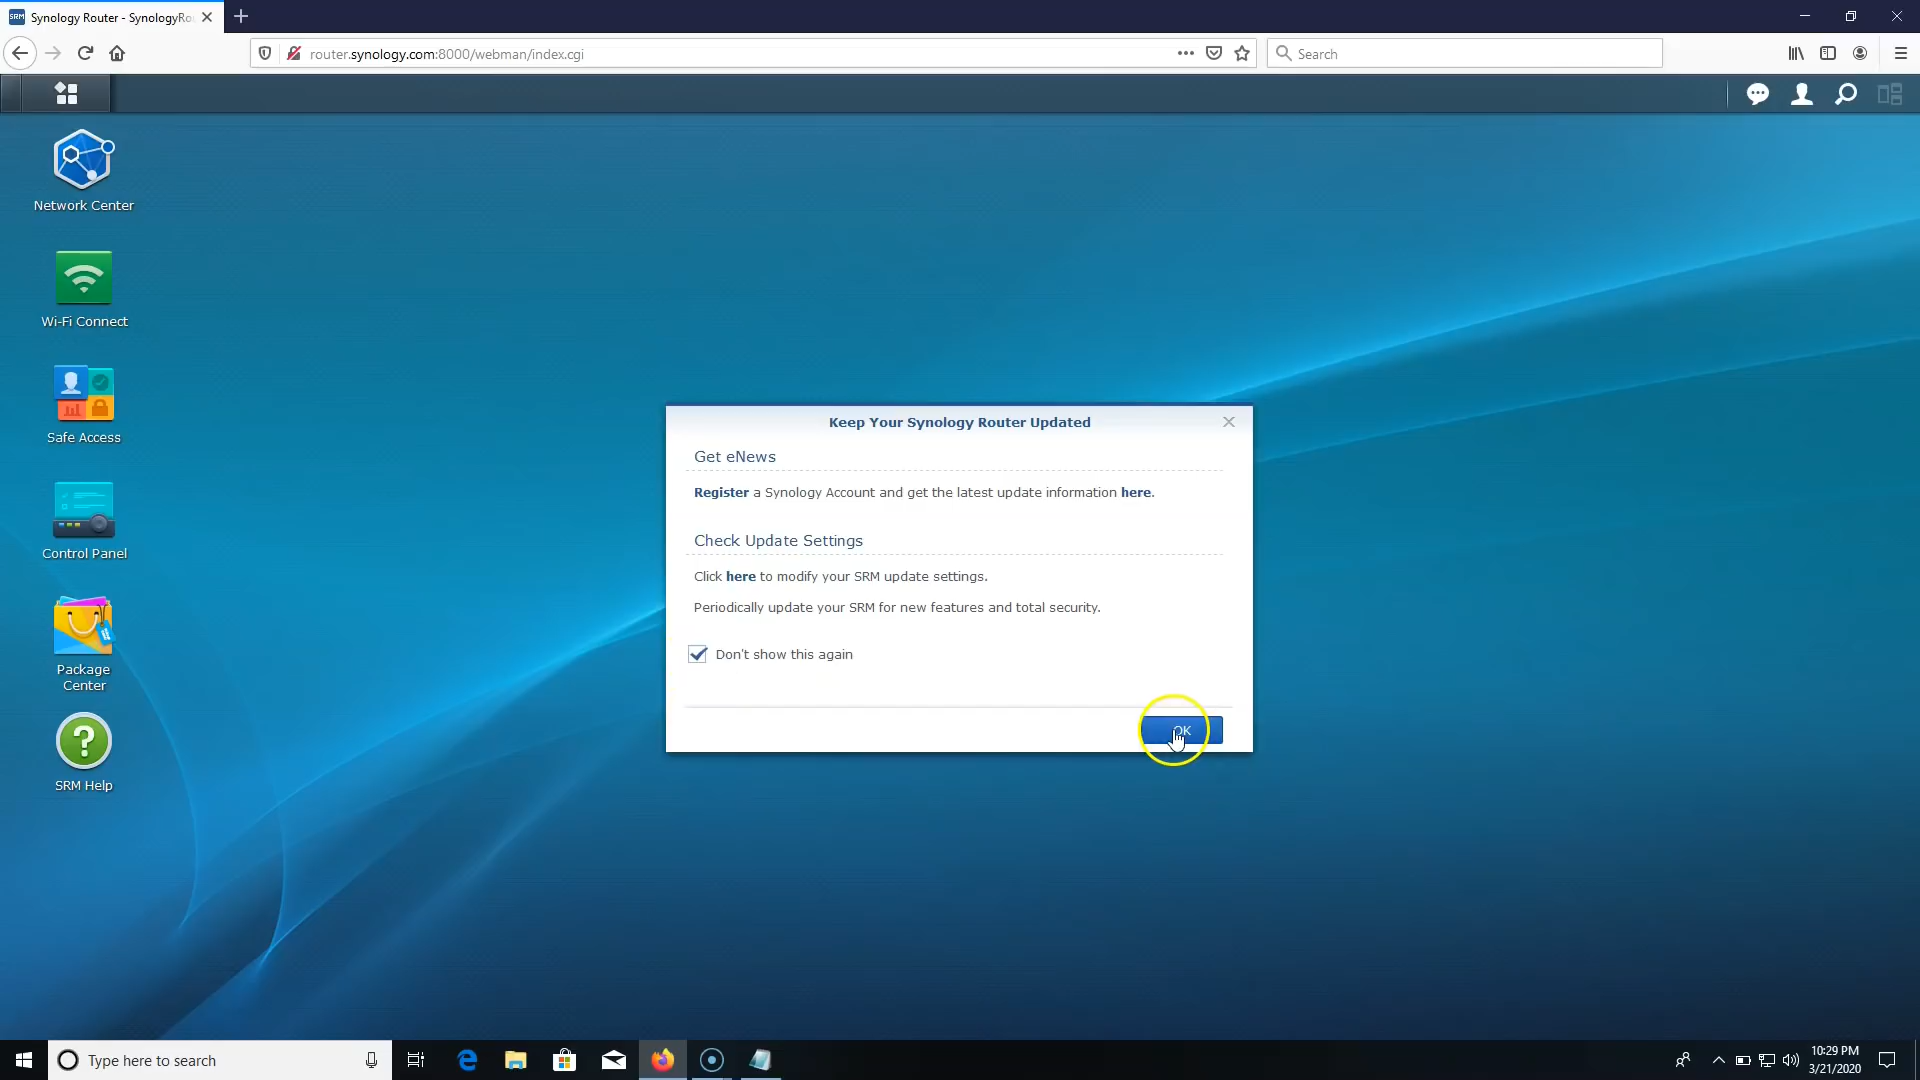 SRM Synology Router - SynologyRo
router.synology.com:8000/webman/index.cgi
Search
Network Center
Wi-Fi Connect
Safe Access
Control Panel
Package
Center
SRM Help
Keep Your Synology Router Updated
Get eNews
Register a Synology Account and get the latest update information here.
Check Update Settings
Click here to modify your SRM update settings.
Periodically update your SRM for new features and total security.
Don't show this again
OK
Type here to search
10:29 PM
3/21/2020